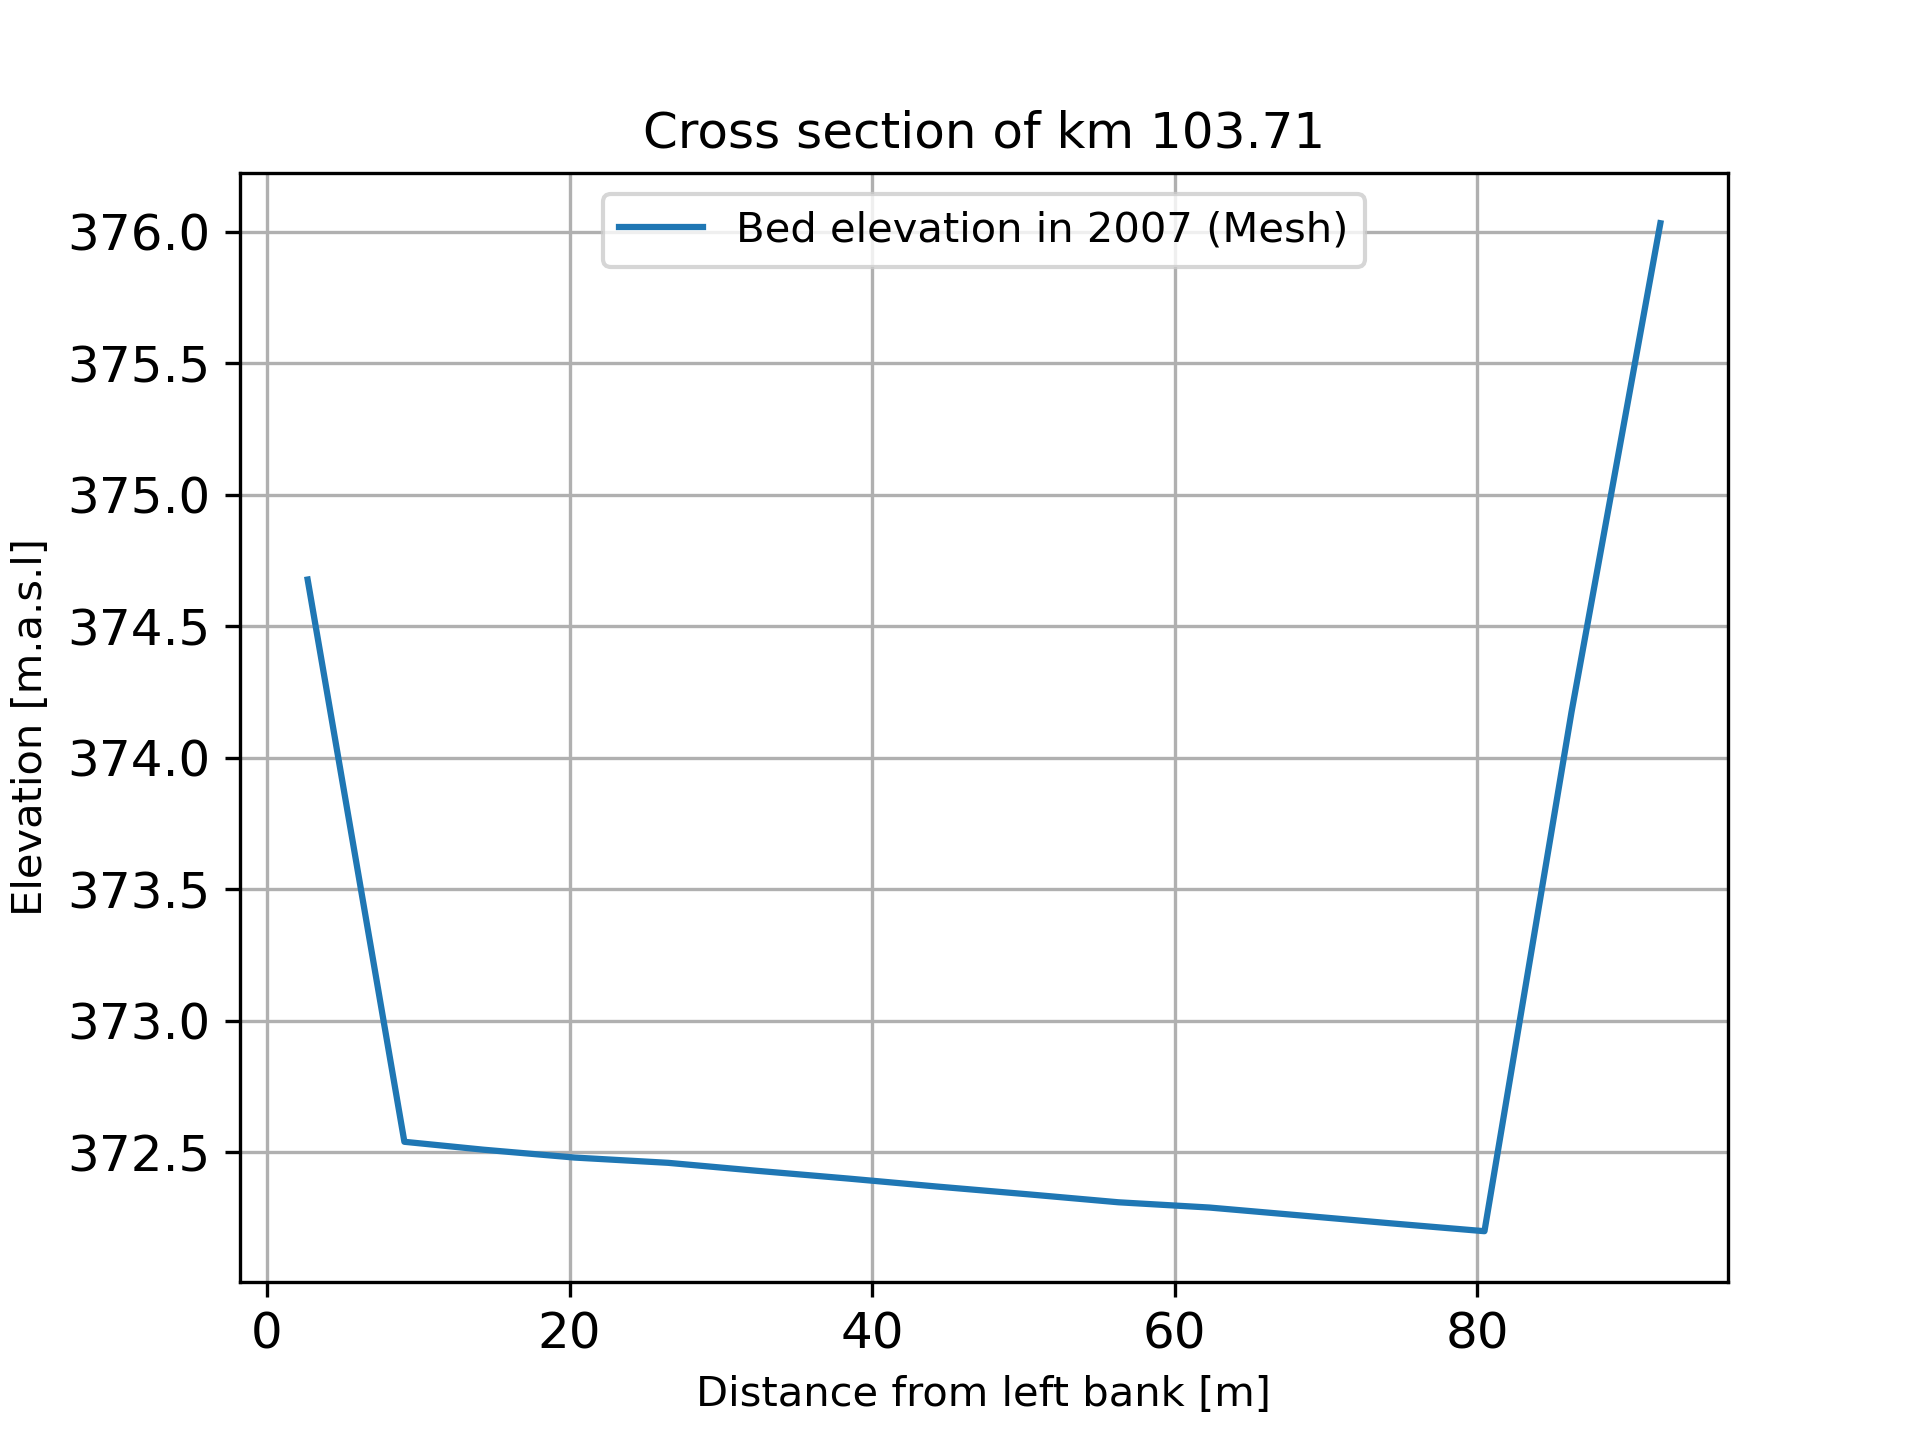 Cross section of km 103.71
Bed elevation in 2007 (Mesh)
376.0
375.5
375.0
374.5
374.0
373.5
373.0
372.5
Elevation [m.a.s.l]
0 20 40 60 80
Distance from left bank [m]